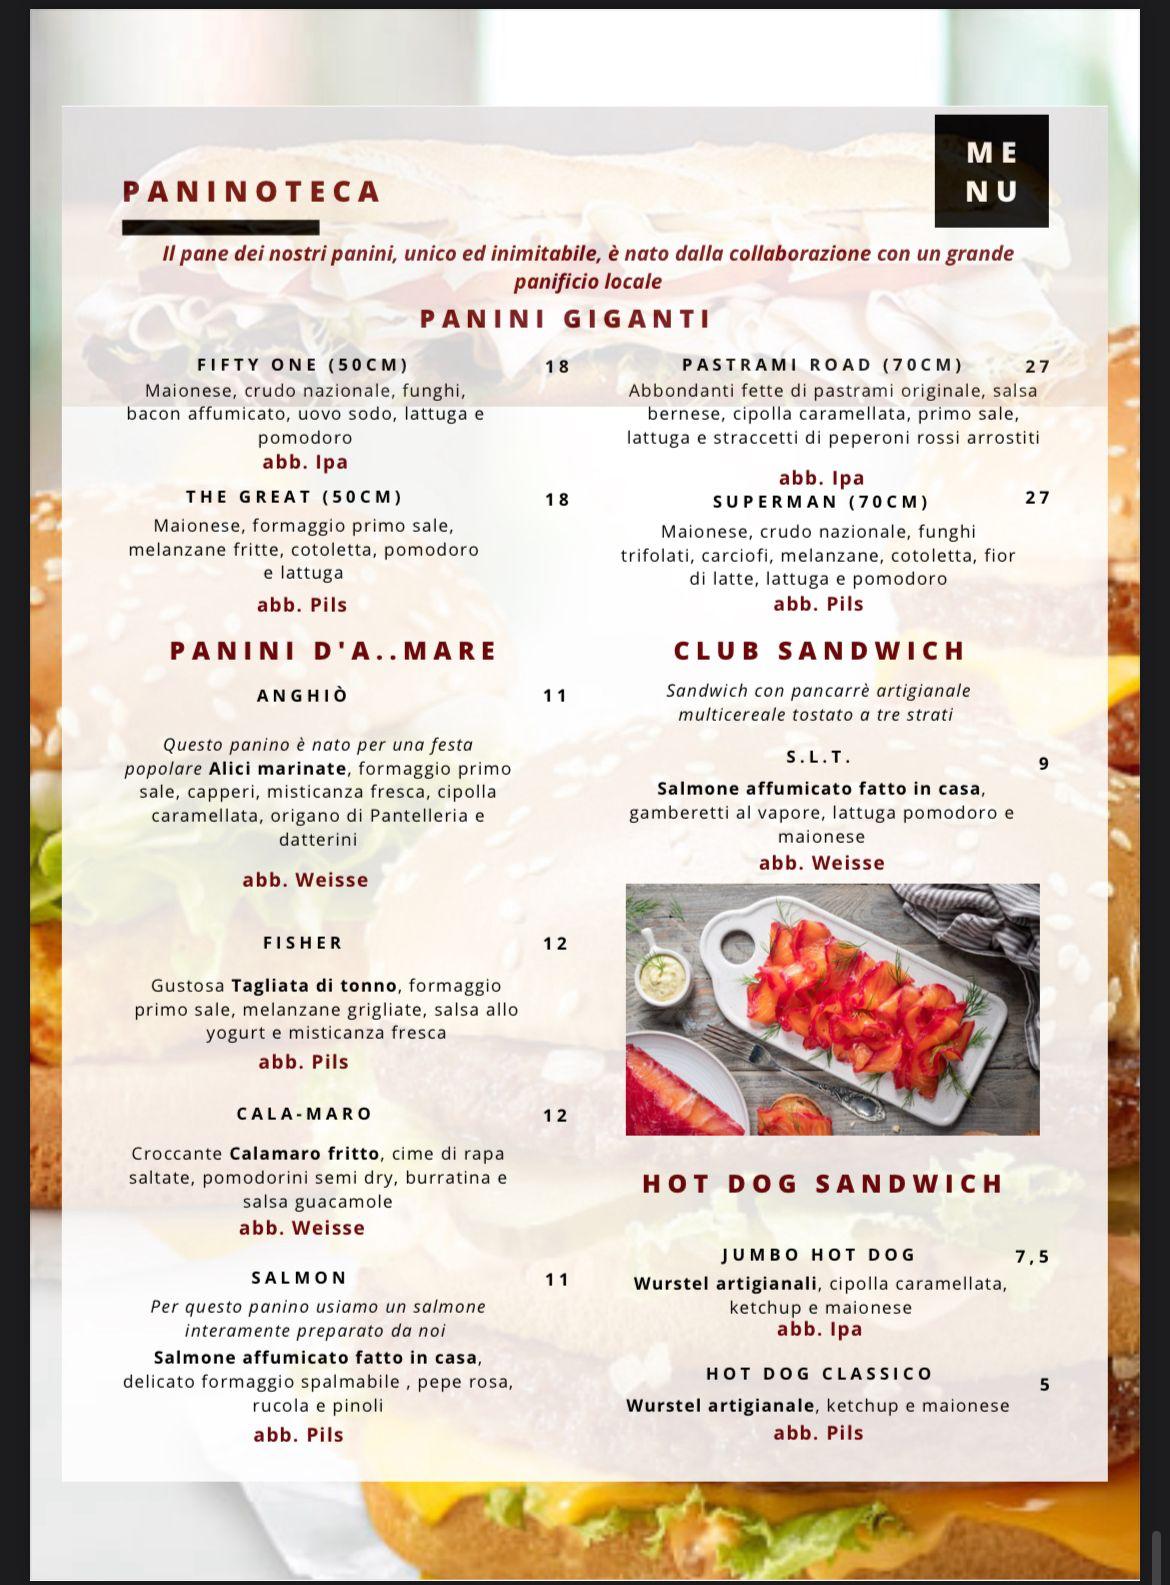 ME
NU
PANINOTECA
Il pane dei nostri panini, unico ed inimitabile, è nato dalla collaborazione con un grande
panificio locale
PANINI GIGANTI
FIFTY ONE (50CM) 18
Maionese, crudo nazionale, funghi,
bacon affumicato, uovo sodo, lattuga e
pomodoro
abb. Ipa
THE GREAT (50CM) 18
Maionese, formaggio primo sale,
melanzane fritte, cotoletta, pomodoro
e lattuga
abb. Pils
PASTRAMI ROAD (70CM) 27
Abbondanti fette di pastrami originale, salsa
bernese, cipolla caramellata, primo sale,
lattuga e straccetti di peperoni rossi arrostiti
abb. Ipa
SUPERMAN (70CM) 27
Maionese, crudo nazionale, funghi
trifolati, carciofi, melanzane, cotoletta, fior
di latte, lattuga e pomodoro
abb. Pils
PANINI D'A..MARE
ANGHIÒ 11
Questo panino è nato per una festa
popolare Alici marinate, formaggio primo
sale, capperi, misticanza fresca, cipolla
caramellata, origano di Pantelleria e
datterini
abb. Weisse
FISHER 12
Gustosa Tagliata di tonno, formaggio
primo sale, melanzane grigliate, salsa allo
yogurt e misticanza fresca
abb. Pils
CALA-MARO 12
Croccante Calamaro fritto, cime di rapa
saltate, pomodorini semi dry, burratina e
salsa guacamole
abb. Weisse
SALMON 11
Per questo panino usiamo un salmone
interamente preparato da noi
Salmone affumicato fatto in casa,
delicato formaggio spalmabile , pepe rosa,
rucola e pinoli
abb. Pils
CLUB SANDWICH
Sandwich con pancarrè artigianale
multicereale tostato a tre strati
S.L.T. 9
Salmone affumicato fatto in casa,
gamberetti al vapore, lattuga pomodoro e
maionese
abb. Weisse
HOT DOG SANDWICH
JUMBO HOT DOG 7,5
Wurstel artigianali, cipolla caramellata,
ketchup e maionese
abb. Ipa
HOT DOG CLASSICO 5
Wurstel artigianale, ketchup e maionese
abb. Pils